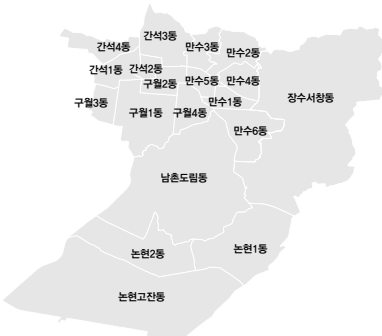 간석3동
간석4동
만수3동
만수2동
간석1동
간석2동
구월2동
만수5동
만수4동
장수서창동
구월3동
구월1동
구월4동
만수1동
만수6동
남촌도림동
논현2동
논현1동
논현고잔동